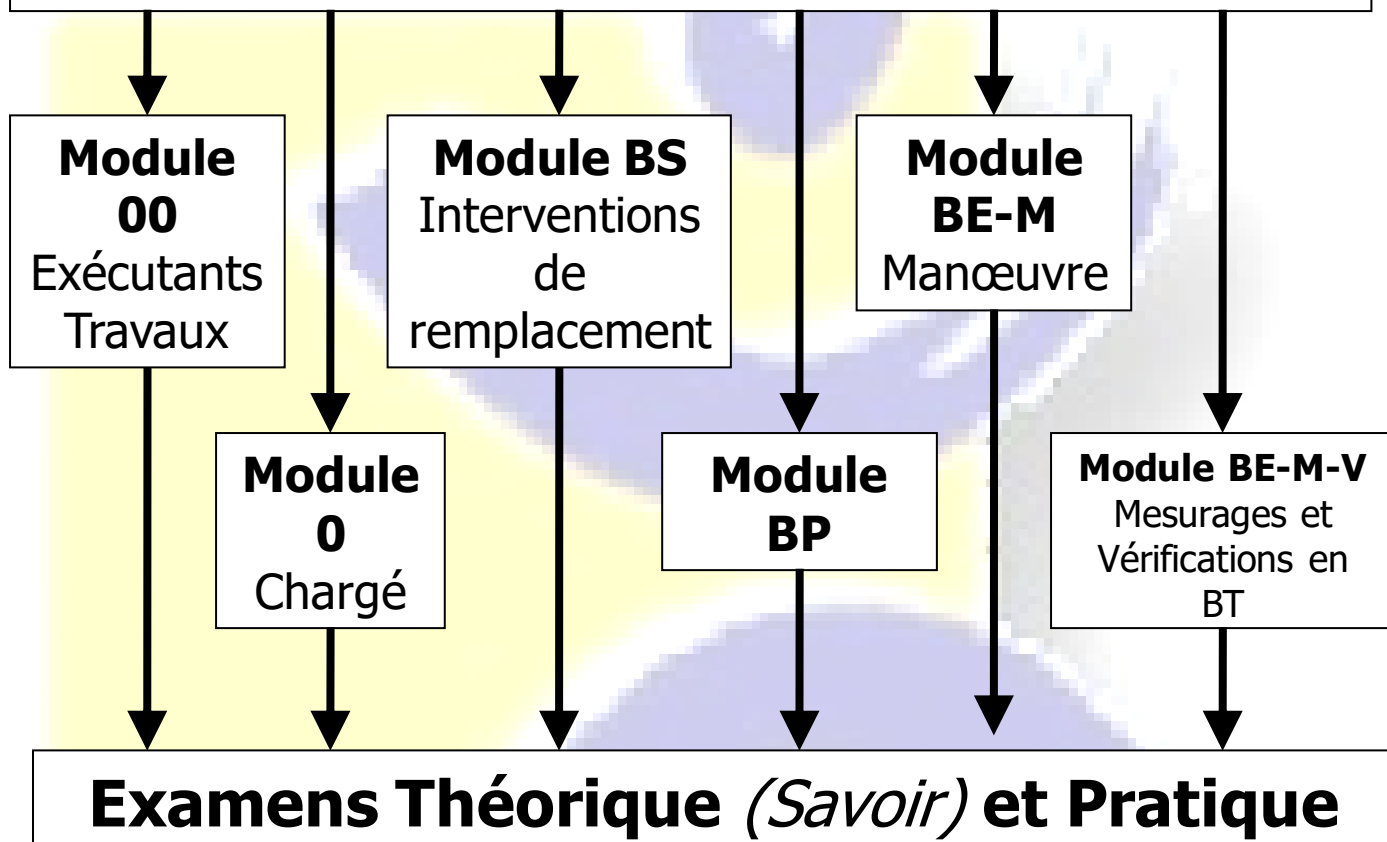 Module
00
Exécutants
Travaux
Module BS
Interventions
de
remplacement
Module
BE-M
Manœuvre
Module
0
Chargé
Module
BP
Module BE-M-V
Mesurages et
Vérifications en
BT
Examens Théorique (Savoir) et Pratique